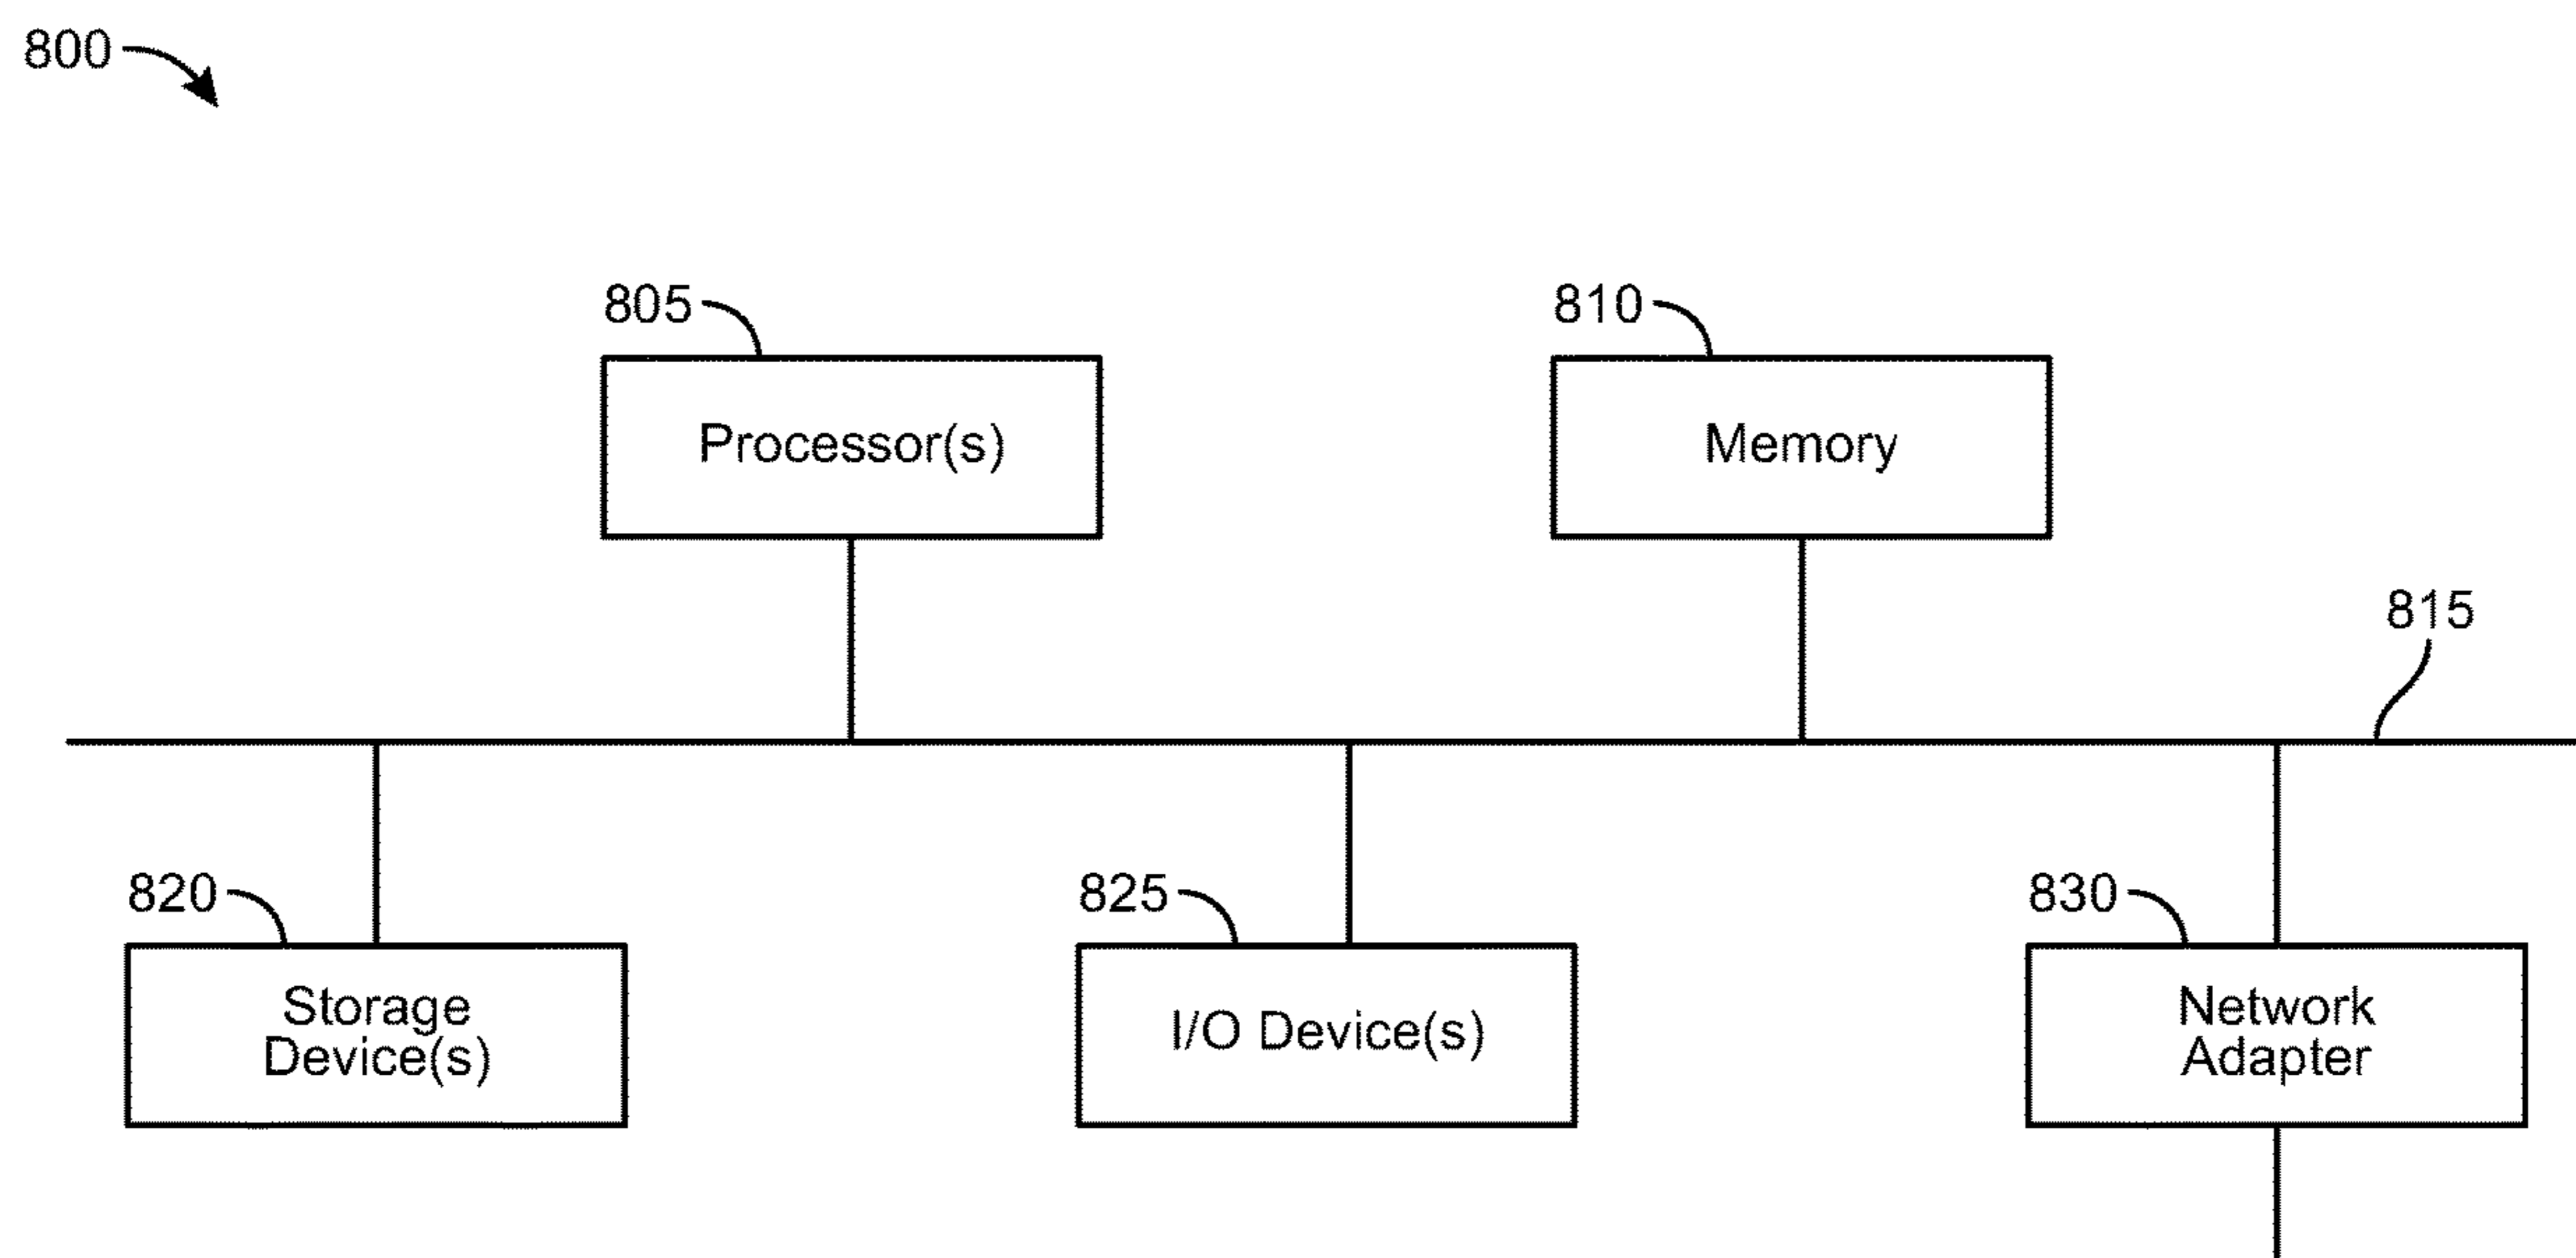 800
805
810
Processor(s)
Memory
815
820
825
830
Storage
Device(s)
I/O Device(s)
Network
Adapter